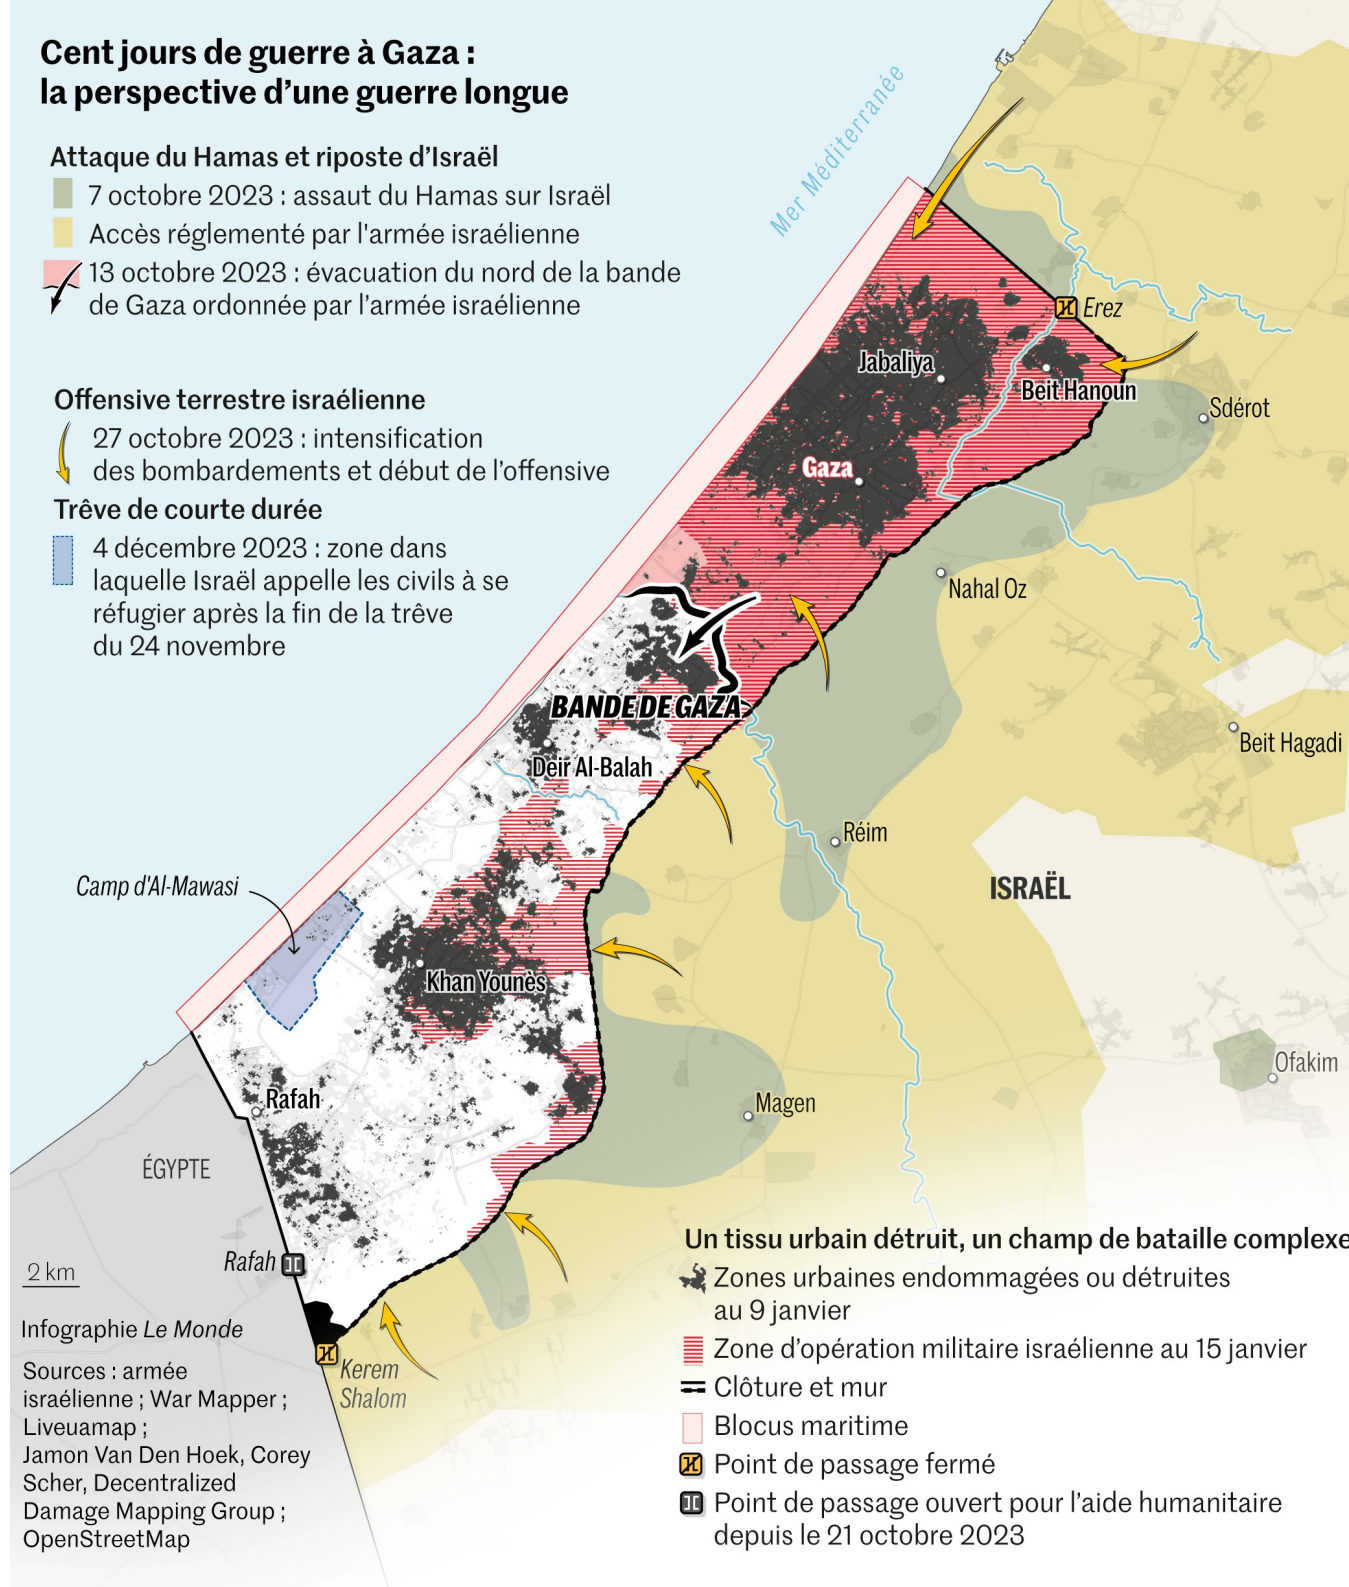 Cent jours de guerre à Gaza :
la perspective d'une guerre longue
Attaque du Hamas et riposte d'Israël
7 octobre 2023 : assaut du Hamas sur Israël
Accès réglementé par l'armée israélienne
13 octobre 2023 : évacuation du nord de la bande
de Gaza ordonnée par l'armée israélienne
Offensive terrestre israélienne
27 octobre 2023 : intensification
des bombardements et début de l'offensive
Trêve de courte durée
4 décembre 2023 : zone dans
laquelle Israël appelle les civils à se
réfugier après la fin de la trêve
du 24 novembre
Mer Méditerranée
Erez
Jabaliya
Beit Hanoun
Sdérot
Gaza
Nahal Oz
BANDE DE GAZA
Beit Hagadi
Deir Al-Balah
Réim
Camp d'Al-Mawasi
ISRAËL
Khan Younès
Ofakim
Rafah
Magen
ÉGYPTE
Rafah
Kerem
Shalom
2 km
Infographie Le Monde
Sources : armée
israélienne ; War Mapper ;
Liveuamap ;
Jamon Van Den Hoek, Corey
Scher, Decentralized
Damage Mapping Group ;
OpenStreetMap
Un tissu urbain détruit, un champ de bataille complexe
Zones urbaines endommagées ou détruites
au 9 janvier
Zone d'opération militaire israélienne au 15 janvier
Clôture et mur
Blocus maritime
Point de passage fermé
Point de passage ouvert pour l'aide humanitaire
depuis le 21 octobre 2023